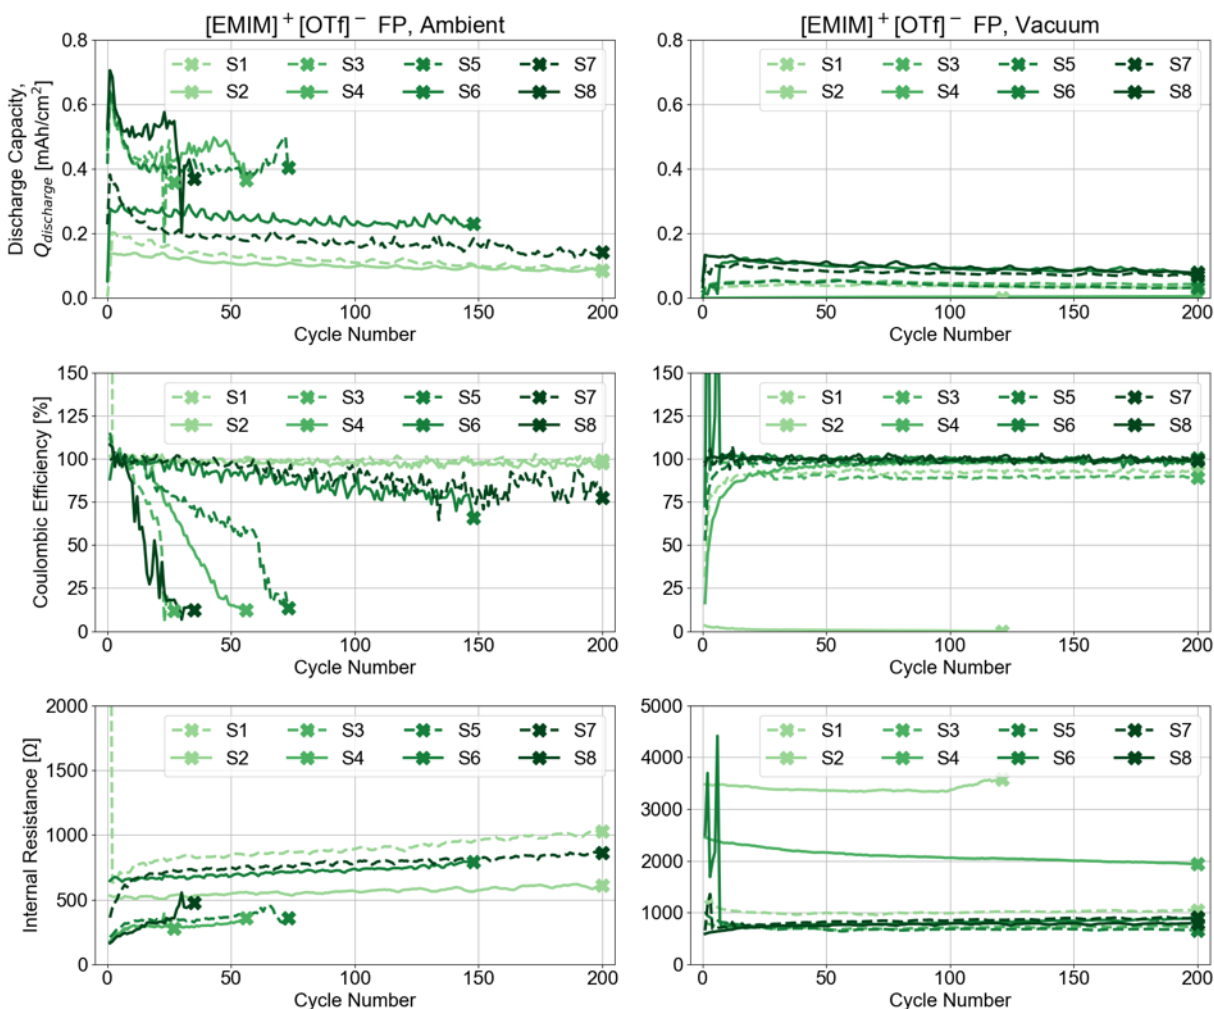 [EMIM]+[OTf]− FP, Ambient
0.8
0.6
0.4
0.2
0.0
Discharge Capacity,
Qdischarge [mAh/cm2]
S1 S3 S5 S7
S2 S4 S6 S8
0 50 100 150 200
Cycle Number
[EMIM]+[OTf]− FP, Vacuum
0.8
0.6
0.4
0.2
0.0
S1 S3 S5 S7
S2 S4 S6 S8
0 50 100 150 200
Cycle Number
150
125
100
75
50
25
0
Coulombic Efficiency [%]
S1 S3 S5 S7
S2 S4 S6 S8
0 50 100 150 200
Cycle Number
150
125
100
75
50
25
0
S1 S3 S5 S7
S2 S4 S6 S8
0 50 100 150 200
Cycle Number
2000
1500
1000
500
0
Internal Resistance [Ω]
S1 S3 S5 S7
S2 S4 S6 S8
0 50 100 150 200
Cycle Number
5000
4000
3000
2000
1000
0
S1 S3 S5 S7
S2 S4 S6 S8
0 50 100 150 200
Cycle Number